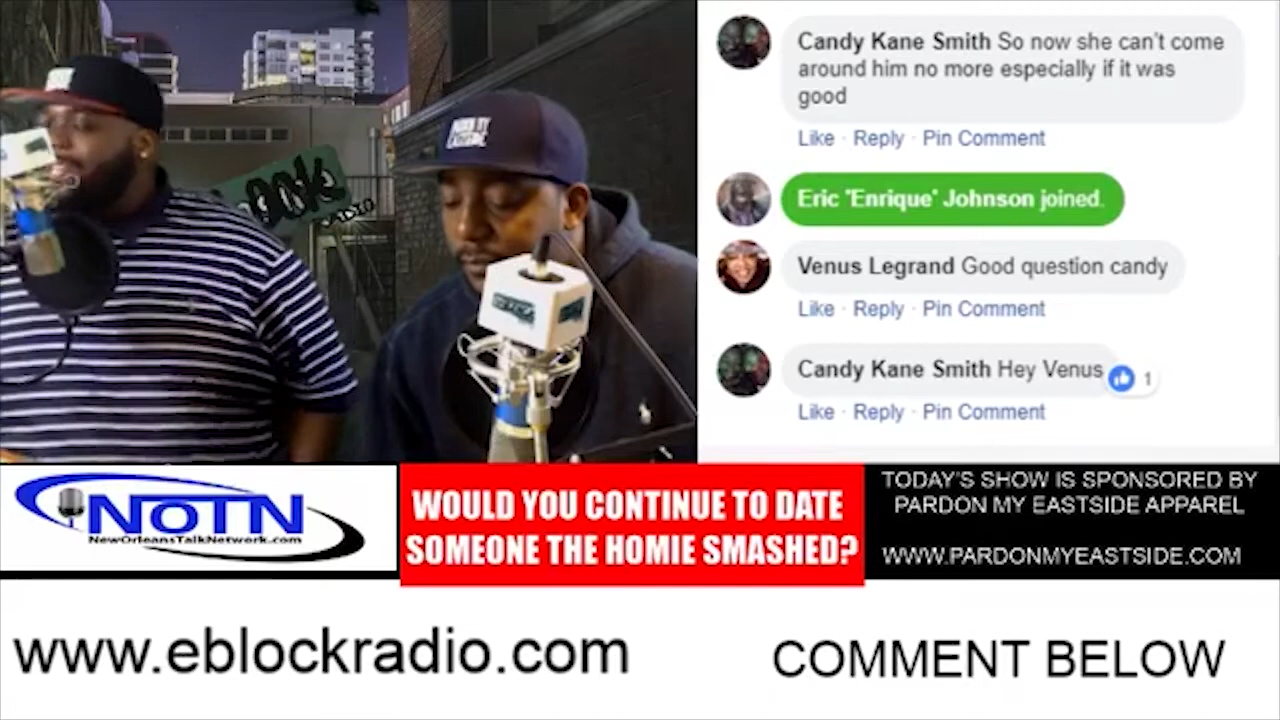 Candy Kane Smith So now she can't come
around him no more especially if it was
good
Like · Reply · Pin Comment
Eric "Enrique" Johnson joined.
Venus Legrand Good question candy
Like · Reply · Pin Comment
Candy Kane Smith Hey Venus
1
Like · Reply · Pin Comment
NOTN
NewOrleansTalkNetwork.com
WOULD YOU CONTINUE TO DATE
SOMEONE THE HOMIE SMASHED?
TODAY'S SHOW IS SPONSORED BY
PARDON MY EASTSIDE APPAREL
WWW.PARDONMYEASTSIDE.COM
www.eblockradio.com
COMMENT BELOW